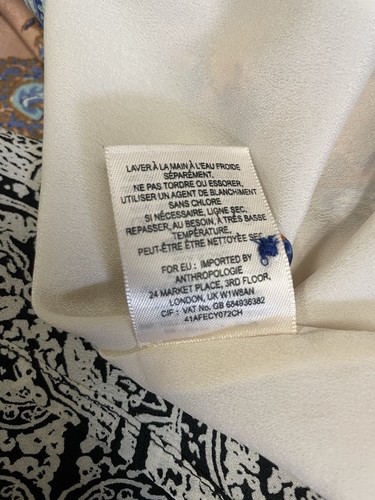 LAVER À LA MAIN À L'EAU FROIDE
SÉPARÉMENT.
NE PAS TORDRE OU ESSORER,
UTILISER UN AGENT DE BLANCHIMENT
SANS CHLORE
SI NÉCESSAIRE, LIGNE SEC,
REPASSER, AU BESOIN, À TRÈS BASSE
TEMPÉRATURE,
PEUT-ÊTRE ÊTRE NETTOYÉE SEC
FOR EU : IMPORTED BY
ANTHROPOLOGIE
24 MARKET PLACE, 3RD FLOOR,
LONDON, UK W1W8AN
CIF : VAT No. GB 684936382
41AFECY072CH